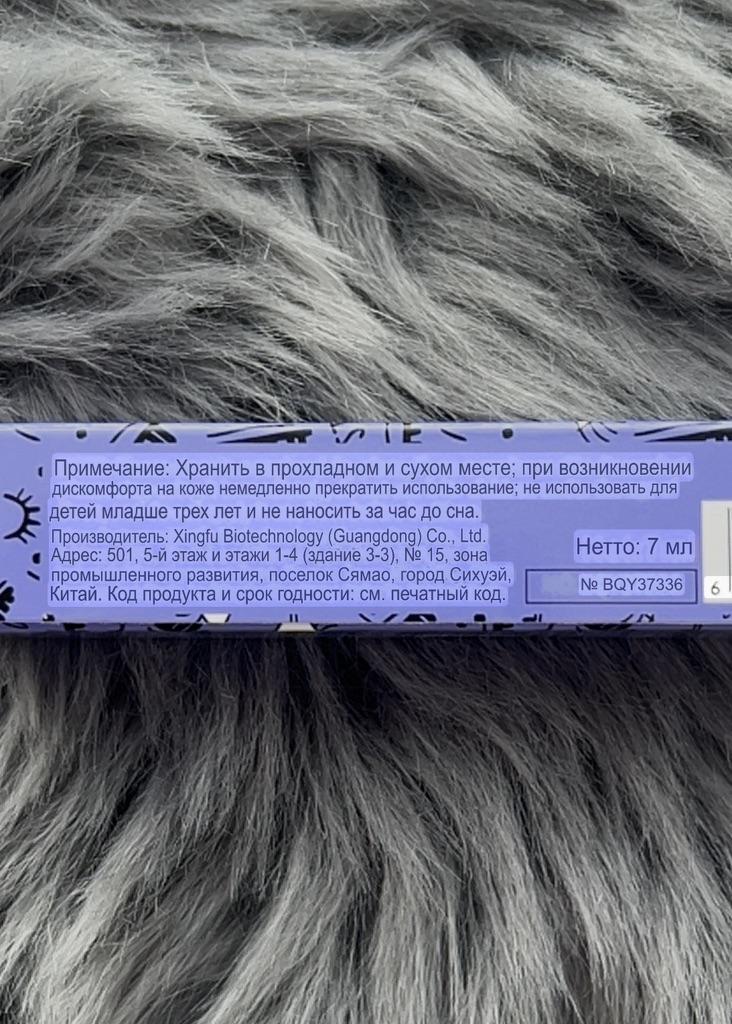 Примечание: Хранить в прохладном и сухом месте; при возникновении
дискомфорта на коже немедленно прекратить использование; не использовать для
детей младше трех лет и не наносить за час до сна.
Производитель: Xingfu Biotechnology (Guangdong) Co., Ltd.
Адрес: 501, 5-й этаж и этажи 1-4 (здание 3-3), № 15, зона
промышленного развития, поселок Сямао, город Сихуэй,
Китай. Код продукта и срок годности: см. печатный код.
Нетто: 7 мл
№ BQY37336
6